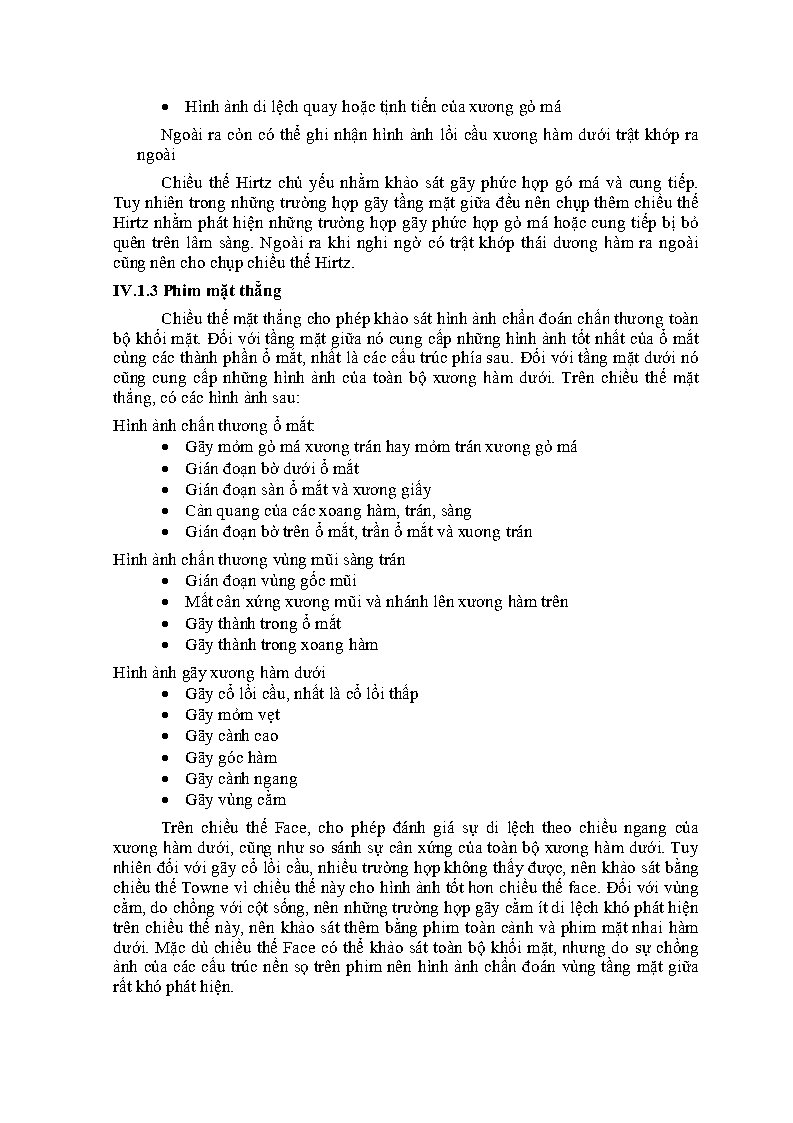 • Hình ảnh di lệch quay hoặc tịnh tiến của xương gò má
Ngoài ra còn có thể ghi nhận hình ảnh lồi cầu xương hàm dưới trật khớp ra
ngoài
Chiều thế Hirtz chủ yếu nhằm khảo sát gãy phức hợp gó má và cung tiếp.
Tuy nhiên trong những trường hợp gãy tầng mặt giữa đều nên chụp thêm chiều thế
Hirtz nhằm phát hiện những trường hợp gãy phức hợp gò má hoặc cung tiếp bị bỏ
quên trên lâm sàng. Ngoài ra khi nghi ngờ có trật khớp thái dương hàm ra ngoài
cũng nên cho chụp chiều thế Hirtz.
IV.1.3 Phim mặt thẳng
Chiều thế mặt thẳng cho phép khảo sát hình ảnh chẩn đoán chấn thương toàn
bộ khối mặt. Đối với tầng mặt giữa nó cung cấp những hình ảnh tốt nhất của ổ mắt
cùng các thành phần ổ mắt, nhất là các cấu trúc phía sau. Đối với tầng mặt dưới nó
cũng cung cấp những hình ảnh của toàn bộ xương hàm dưới. Trên chiều thế mặt
thẳng, có các hình ảnh sau:
Hình ảnh chấn thương ổ mắt:
• Gãy mỏm gò má xương trán hay mỏm trán xương gò má
• Gián đoạn bờ dưới ổ mắt
• Gián đoạn sàn ổ mắt và xương giấy
• Cản quang của các xoang hàm, trán, sàng
• Gián đoạn bờ trên ổ mắt, trần ổ mắt và xuơng trán
Hình ảnh chấn thương vùng mũi sàng trán
• Gián đoạn vùng gốc mũi
• Mất cân xứng xương mũi và nhánh lên xương hàm trên
• Gãy thành trong ổ mắt
• Gãy thành trong xoang hàm
Hình ảnh gãy xương hàm dưới
• Gãy cổ lồi cầu, nhất là cổ lồi thấp
• Gãy mỏm vẹt
• Gãy cành cao
• Gãy góc hàm
• Gãy cành ngang
• Gãy vùng cằm
Trên chiều thế Face, cho phép đánh giá sự di lệch theo chiều ngang của
xương hàm dưới, cũng như so sánh sự cân xứng của toàn bộ xương hàm dưới. Tuy
nhiên đối với gãy cổ lồi cầu, nhiều trường hợp không thấy được, nên khảo sát bằng
chiều thế Towne vì chiều thế này cho hình ảnh tốt hơn chiều thế face. Đối với vùng
cằm, do chồng với cột sống, nên những trường hợp gãy cằm ít di lệch khó phát hiện
trên chiều thế này, nên khảo sát thêm bằng phim toàn cảnh và phim mặt nhai hàm
dưới. Mặc dù chiều thế Face có thể khảo sát toàn bộ khối mặt, nhưng do sự chồng
ảnh của các cấu trúc nền sọ trên phim nên hình ảnh chẩn đoán vùng tầng mặt giữa
rất khó phát hiện.